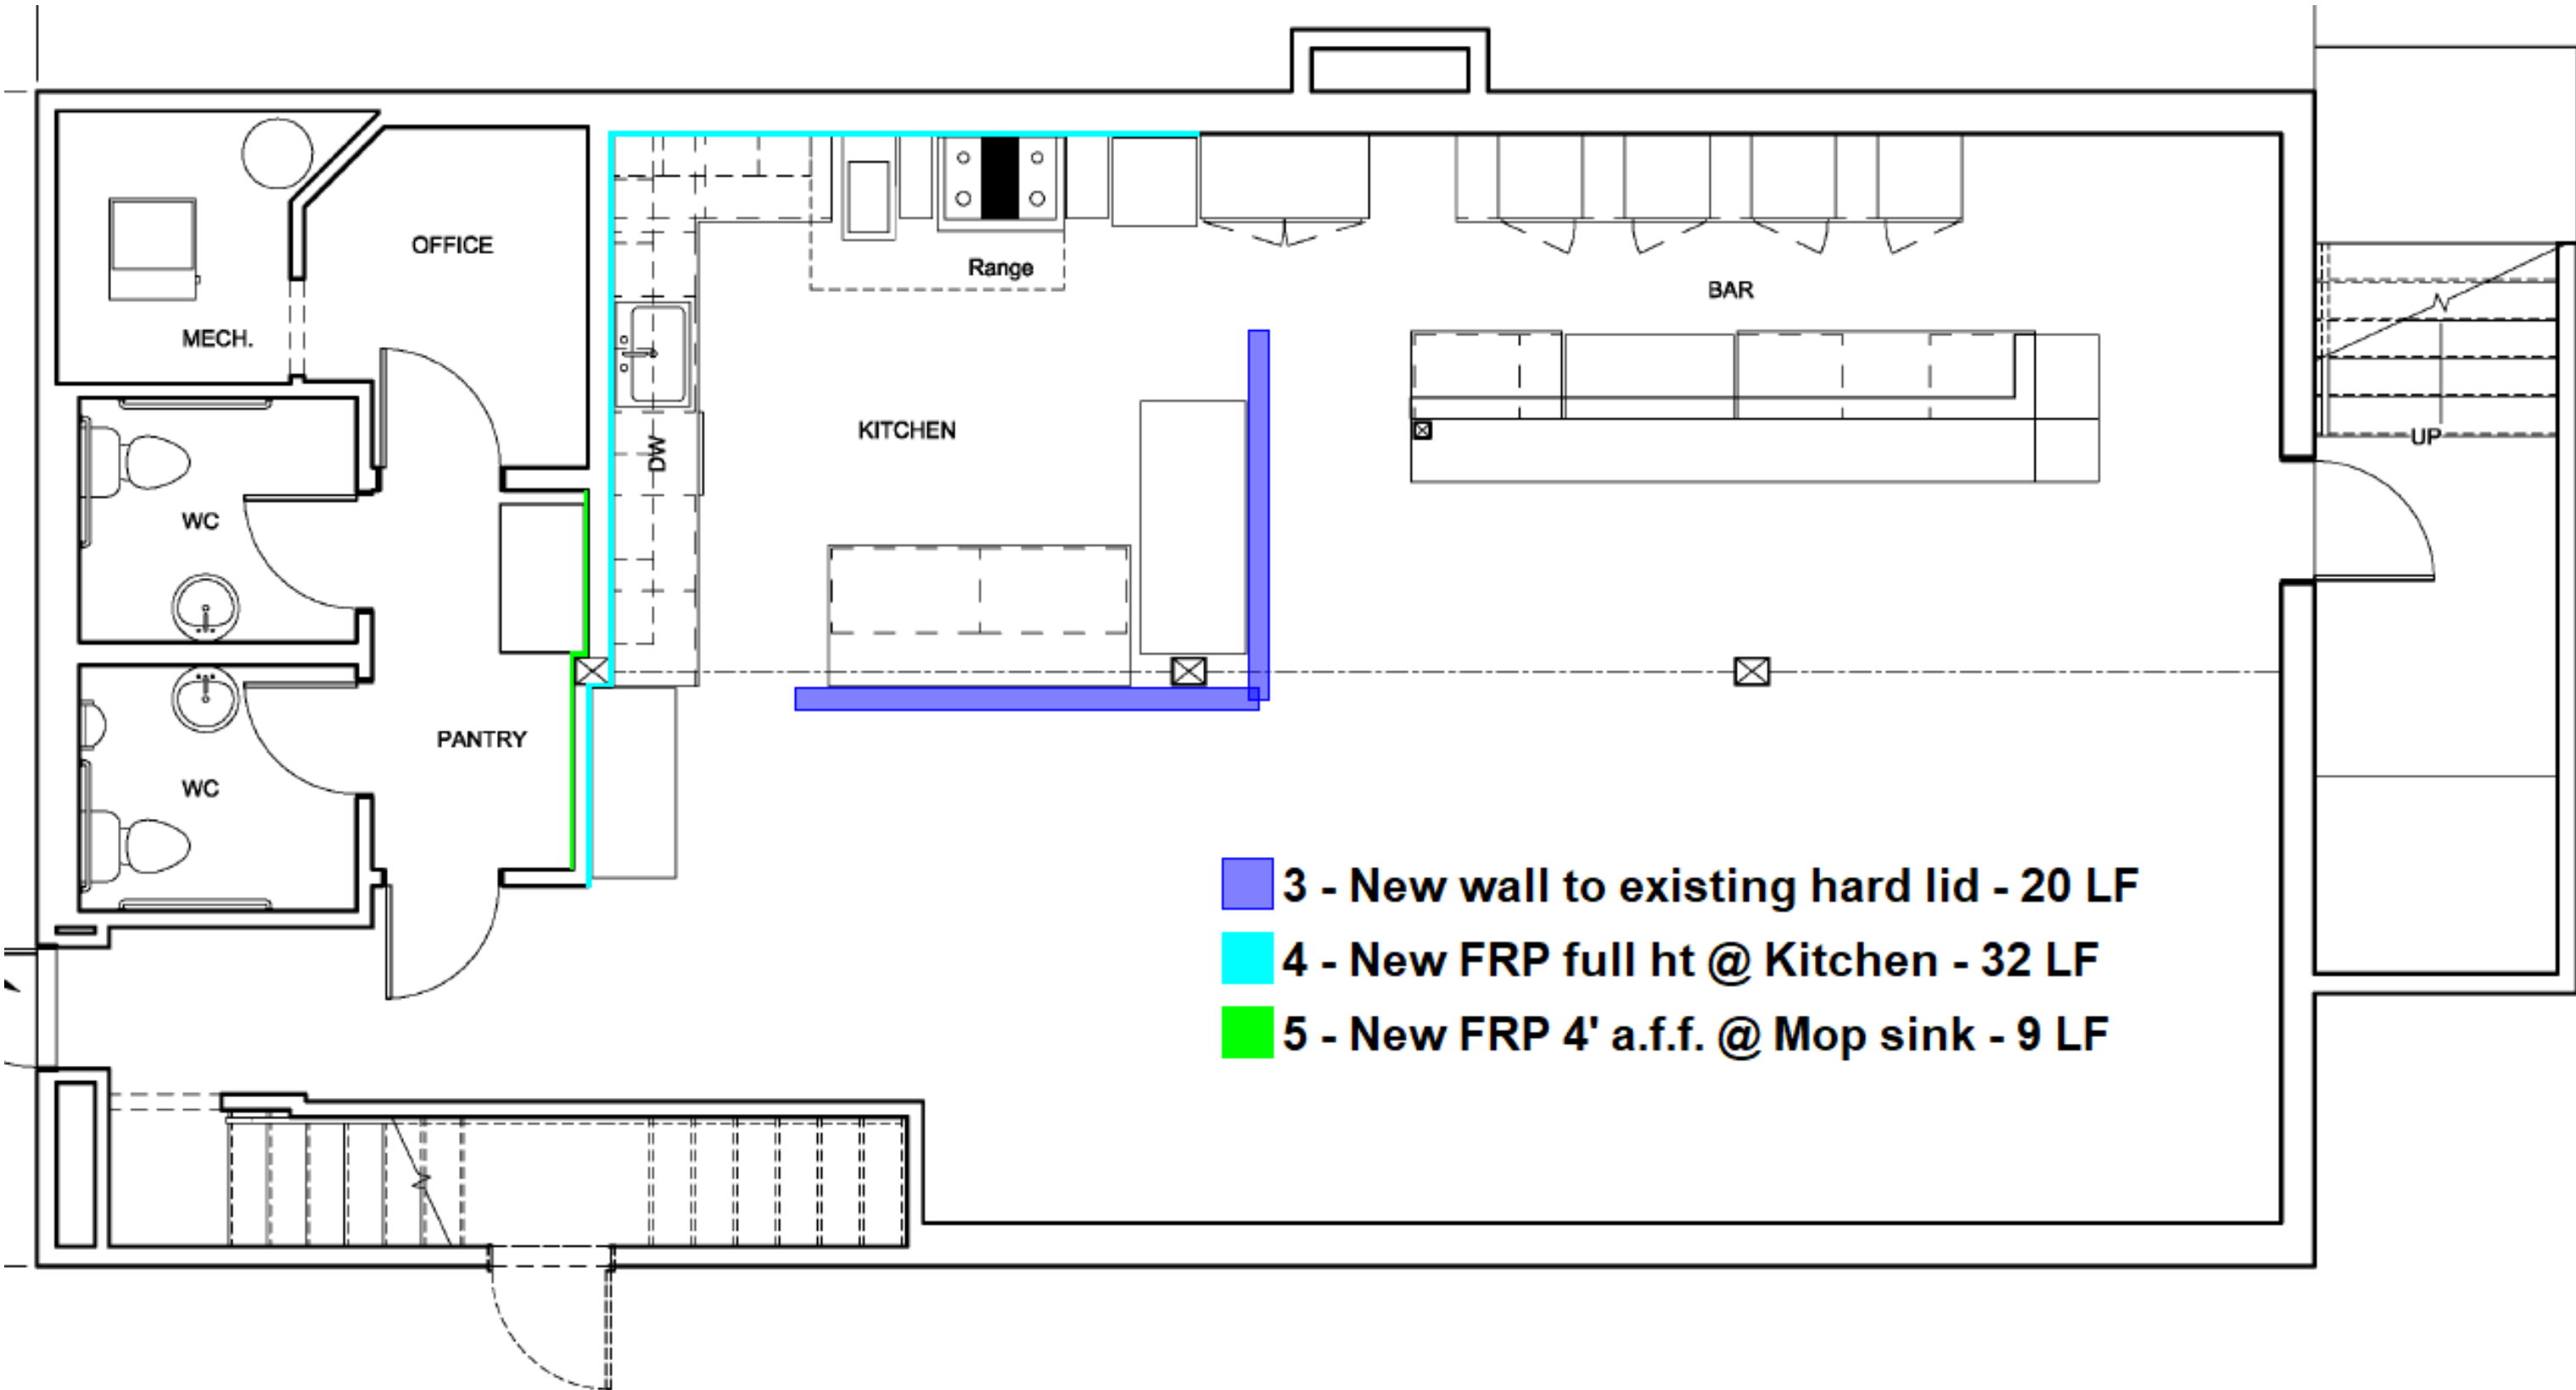 OFFICE
Range
BAR
MECH.
KITCHEN
UP
DW
WC
PANTRY
WC
3 - New wall to existing hard lid - 20 LF
4 - New FRP full ht @ Kitchen - 32 LF
5 - New FRP 4' a.f.f. @ Mop sink - 9 LF